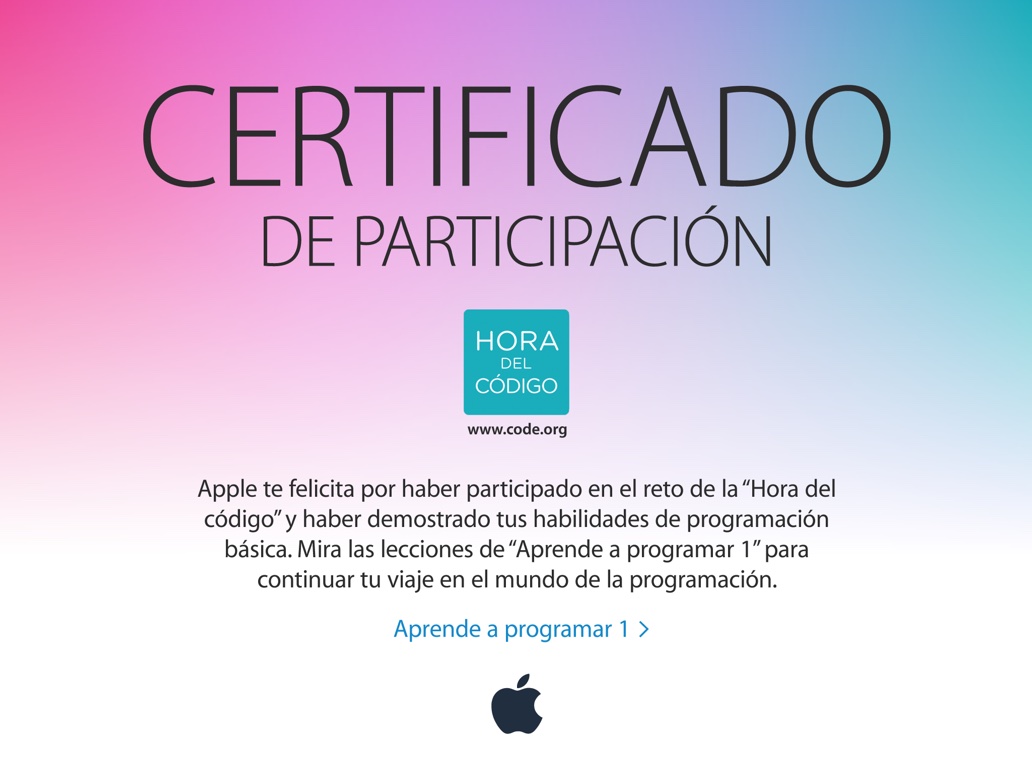 CERTIFICADO
DE PARTICIPACIÓN
HORA
DEL
CÓDIGO
www.code.org
Apple te felicita por haber participado en el reto de la “Hora del
código” y haber demostrado tus habilidades de programación
básica. Mira las lecciones de “Aprende a programar 1” para
continuar tu viaje en el mundo de la programación.
Aprende a programar 1 >